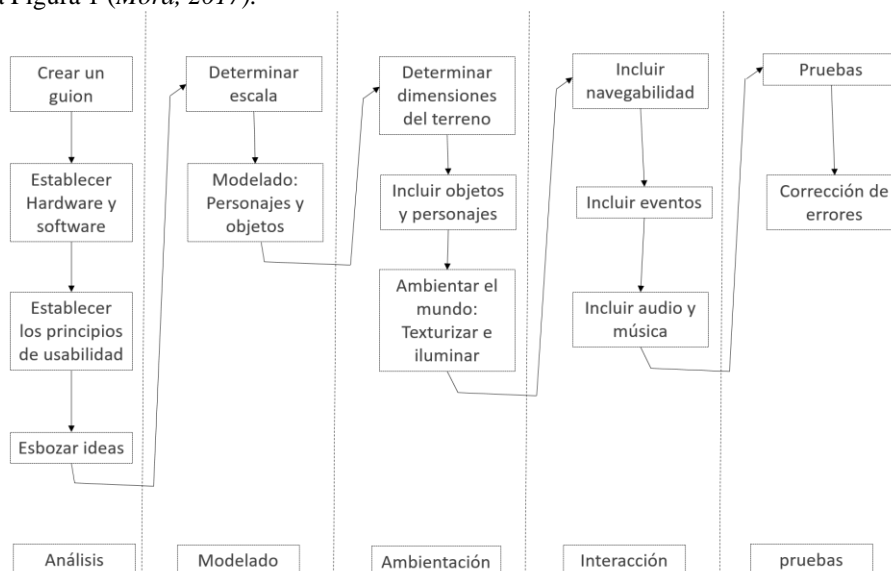 Figura 1 (Mora, 2017).
Crear un
guion
Establecer
Hardware y
software
Establecer
los principios
de usabilidad
Esbozar ideas
Determinar
escala
Modelado:
Personajes y
objetos
Determinar
dimensiones
del terreno
Incluir objetos
y personajes
Ambientar el
mundo:
Texturizar e
iluminar
Incluir
navegabilidad
Incluir eventos
Incluir audio y
música
Pruebas
Corrección de
errores
Análisis
Modelado
Ambientación
Interacción
pruebas